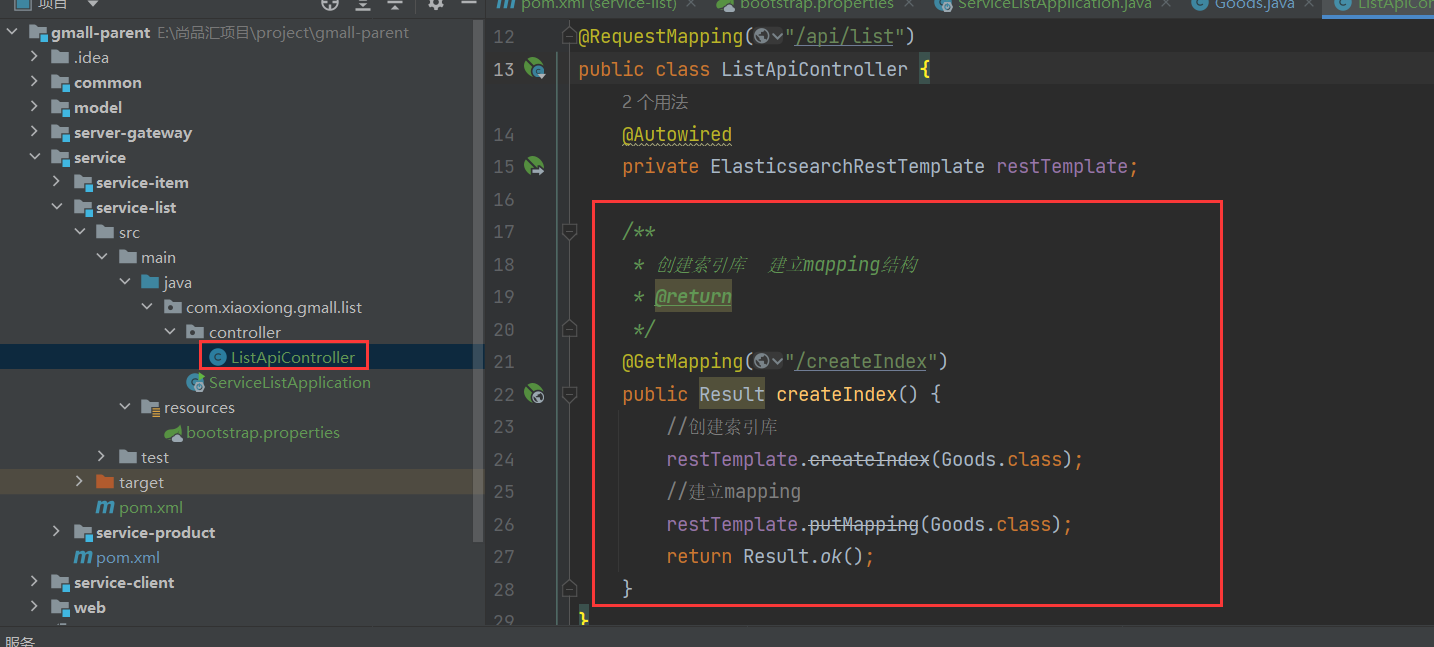 项目
pom.xml (service-list)
bootstrap.properties
ServiceListApplication.java
Goods.java
ListApiCon
gmall-parent E:\尚品汇项目\project\gmall-parent
.idea
common
model
server-gateway
service
service-item
service-list
src
main
java
com.xiaoxiong.gmall.list
controller
ListApiController
ServiceListApplication
resources
bootstrap.properties
test
target
pom.xml
service-product
pom.xml
service-client
web
服务
12 @RequestMapping("/api/list")
13 public class ListApiController {
2 个用法
14 @Autowired
15 private ElasticsearchRestTemplate restTemplate;
16
17 /**
18 * 创建索引库 建立mapping结构
19 * @return
20 */
21 @GetMapping("/createIndex")
22 public Result createIndex() {
23 //创建索引库
24 restTemplate.createIndex(Goods.class);
25 //建立mapping
26 restTemplate.putMapping(Goods.class);
27 return Result.ok();
28 }
29 }